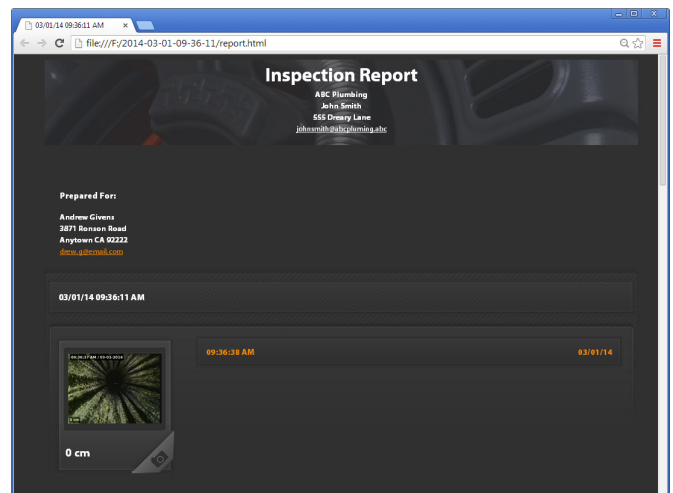 03/01/14 09:36:11 AM
file:///F:/2014-03-01-09-36-11/report.html
Inspection Report
ABC Plumbing
John Smith
555 Dreary Lane
johnsmith@abcpluming.abc
Prepared For:
Andrew Givens
3871 Ronson Road
Anytown CA 92222
drew.g@email.com
03/01/14 09:36:11 AM
09:36:38 AM 03/01/14
09:36:37 AM / 03-01-2014
0 cm
0 cm